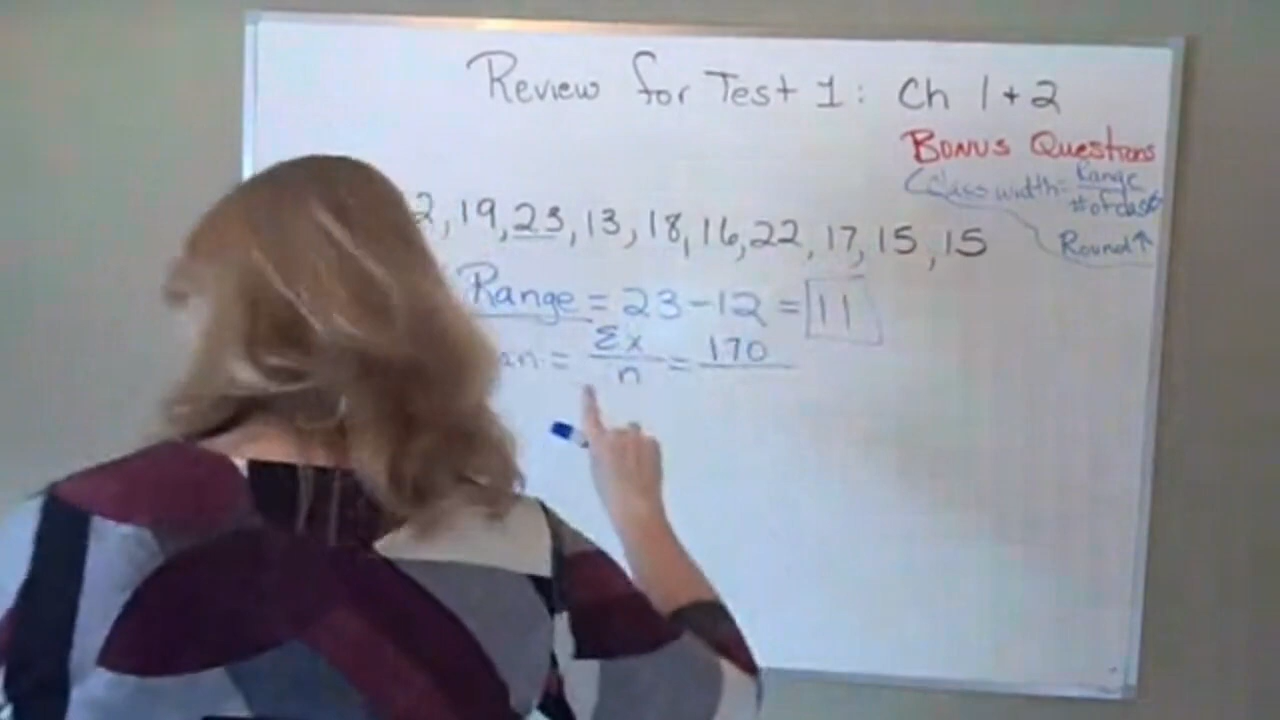 Review for Test 1: Ch 1 + 2
Bonus Questions
Class width = Range
# of class
Round↑
2, 19, 23, 13, 18, 16, 22, 17, 15, 15
Range = 23 - 12 = 11
an = Σx / n = 170